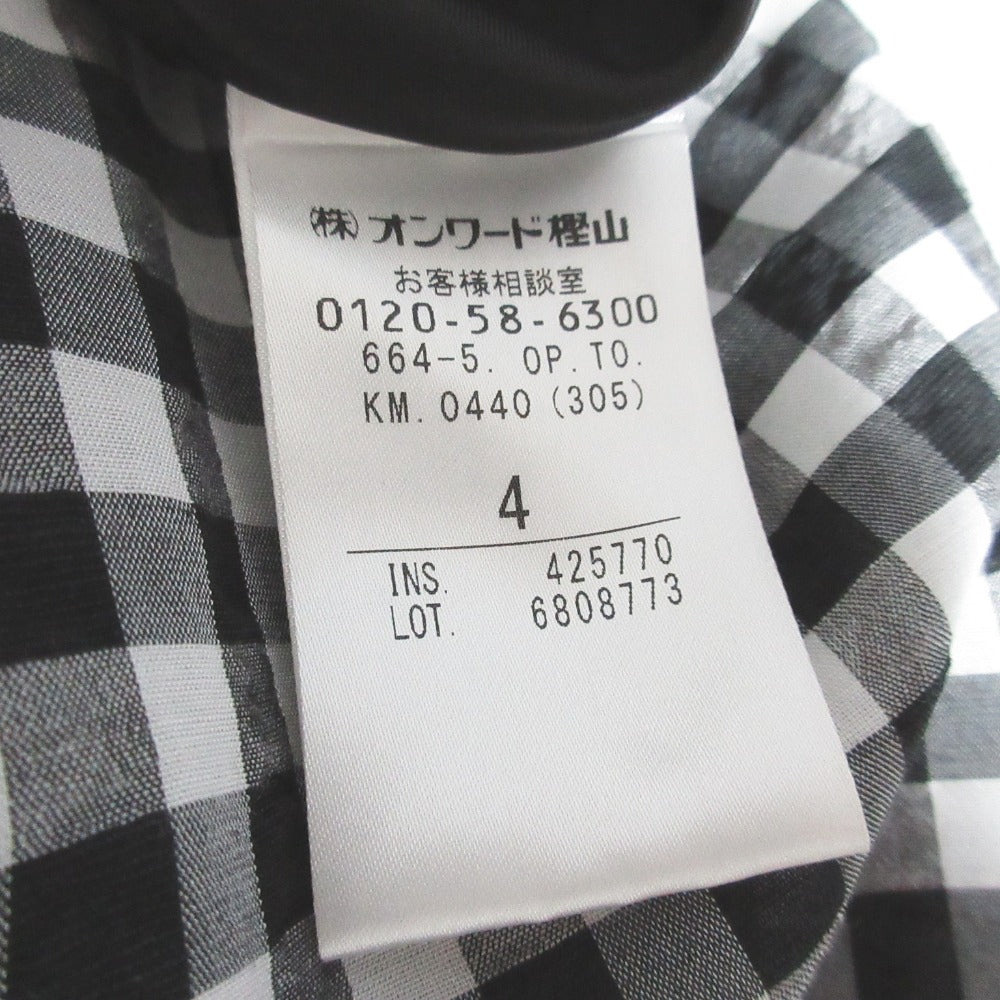 (株)オンワード樫山
お客様相談室
0120-58-6300
664-5. OP.TO.
KM. 0440 (305)
4
INS. 425770
LOT. 6808773